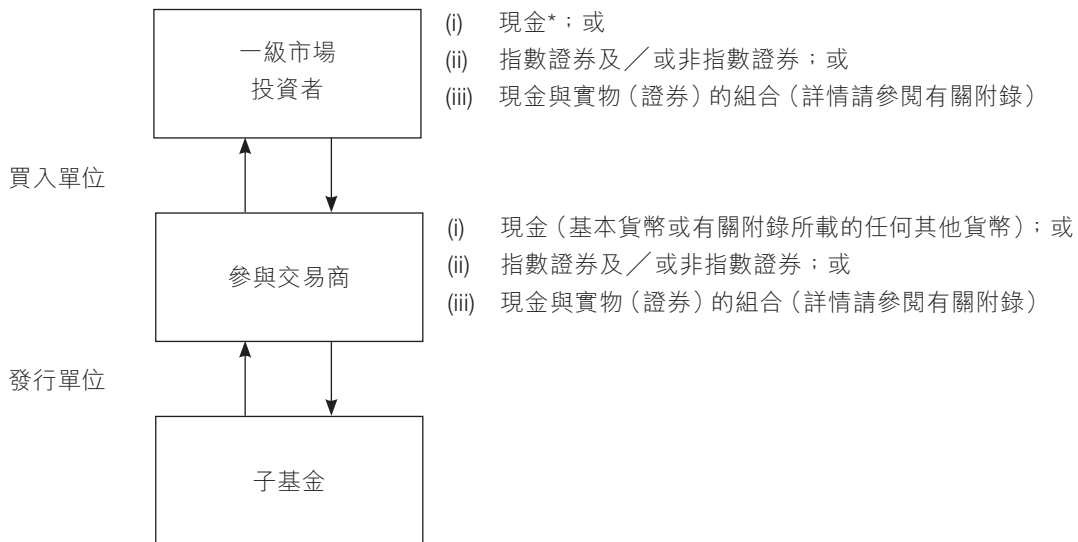 一級市場
投資者
(i) 現金*；或
(ii) 指數證券及／或非指數證券；或
(iii) 現金與實物（證券）的組合（詳情請參閱有關附錄）
買入單位
參與交易商
(i) 現金（基本貨幣或有關附錄所載的任何其他貨幣）；或
(ii) 指數證券及／或非指數證券；或
(iii) 現金與實物（證券）的組合（詳情請參閱有關附錄）
發行單位
子基金